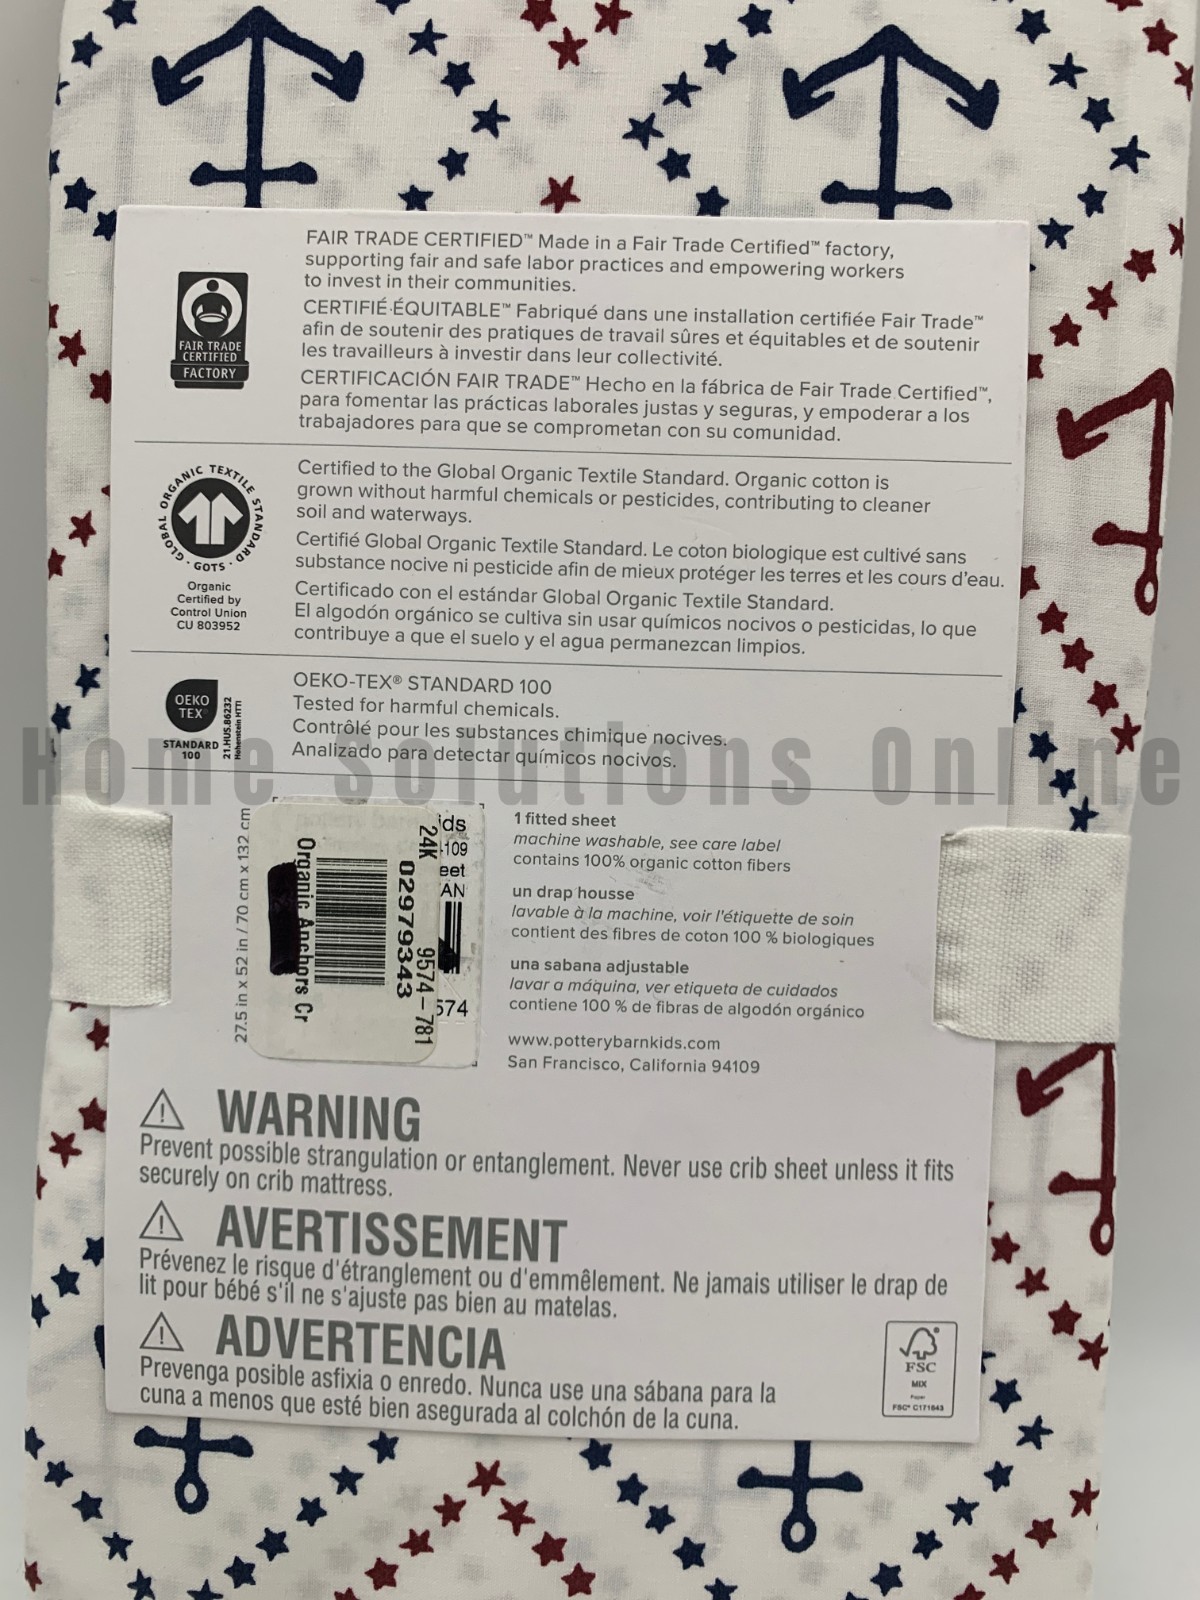 FAIR TRADE CERTIFIED™ Made in a Fair Trade Certified™ factory,
supporting fair and safe labor practices and empowering workers
to invest in their communities.
CERTIFIÉ ÉQUITABLE™ Fabriqué dans une installation certifiée Fair Trade™
afin de soutenir des pratiques de travail sûres et équitables et de soutenir
les travailleurs à investir dans leur collectivité.
CERTIFICACIÓN FAIR TRADE™ Hecho en la fábrica de Fair Trade Certified™,
para fomentar las prácticas laborales justas y seguras, y empoderar a los
trabajadores para que se comprometan con su comunidad.
FAIR TRADE
CERTIFIED
FACTORY
GLOBAL ORGANIC TEXTILE STANDARD
· GOTS ·
Organic
Certified by
Control Union
CU 803952
Certified to the Global Organic Textile Standard. Organic cotton is
grown without harmful chemicals or pesticides, contributing to cleaner
soil and waterways.
Certifié Global Organic Textile Standard. Le coton biologique est cultivé sans
substance nocive ni pesticide afin de mieux protéger les terres et les cours d'eau.
Certificado con el estándar Global Organic Textile Standard.
El algodón orgánico se cultiva sin usar químicos nocivos o pesticidas, lo que
contribuye a que el suelo y el agua permanezcan limpios.
OEKO
TEX
STANDARD
100
21.HUS.86232
Hohenstein HTTI
OEKO-TEX® STANDARD 100
Tested for harmful chemicals.
Contrôlé pour les substances chimique nocives.
Analizado para detectar químicos nocivos.
Home Solutions Online
27.5 in x 52 in / 70 cm x 132 cm
Organic Anchors Cr
02979343
24K 9574-781
ids
109
eet
AN
574
1 fitted sheet
machine washable, see care label
contains 100% organic cotton fibers
un drap housse
lavable à la machine, voir l'étiquette de soin
contient des fibres de coton 100 % biologiques
una sabana adjustable
lavar a máquina, ver etiqueta de cuidados
contiene 100 % de fibras de algodón orgánico
www.potterybarnkids.com
San Francisco, California 94109
WARNING
Prevent possible strangulation or entanglement. Never use crib sheet unless it fits
securely on crib mattress.
AVERTISSEMENT
Prévenez le risque d'étranglement ou d'emmêlement. Ne jamais utiliser le drap de
lit pour bébé s'il ne s'ajuste pas bien au matelas.
ADVERTENCIA
Prevenga posible asfixia o enredo. Nunca use una sábana para la
cuna a menos que esté bien asegurada al colchón de la cuna.
FSC
MIX
Paper
FSC® C171643